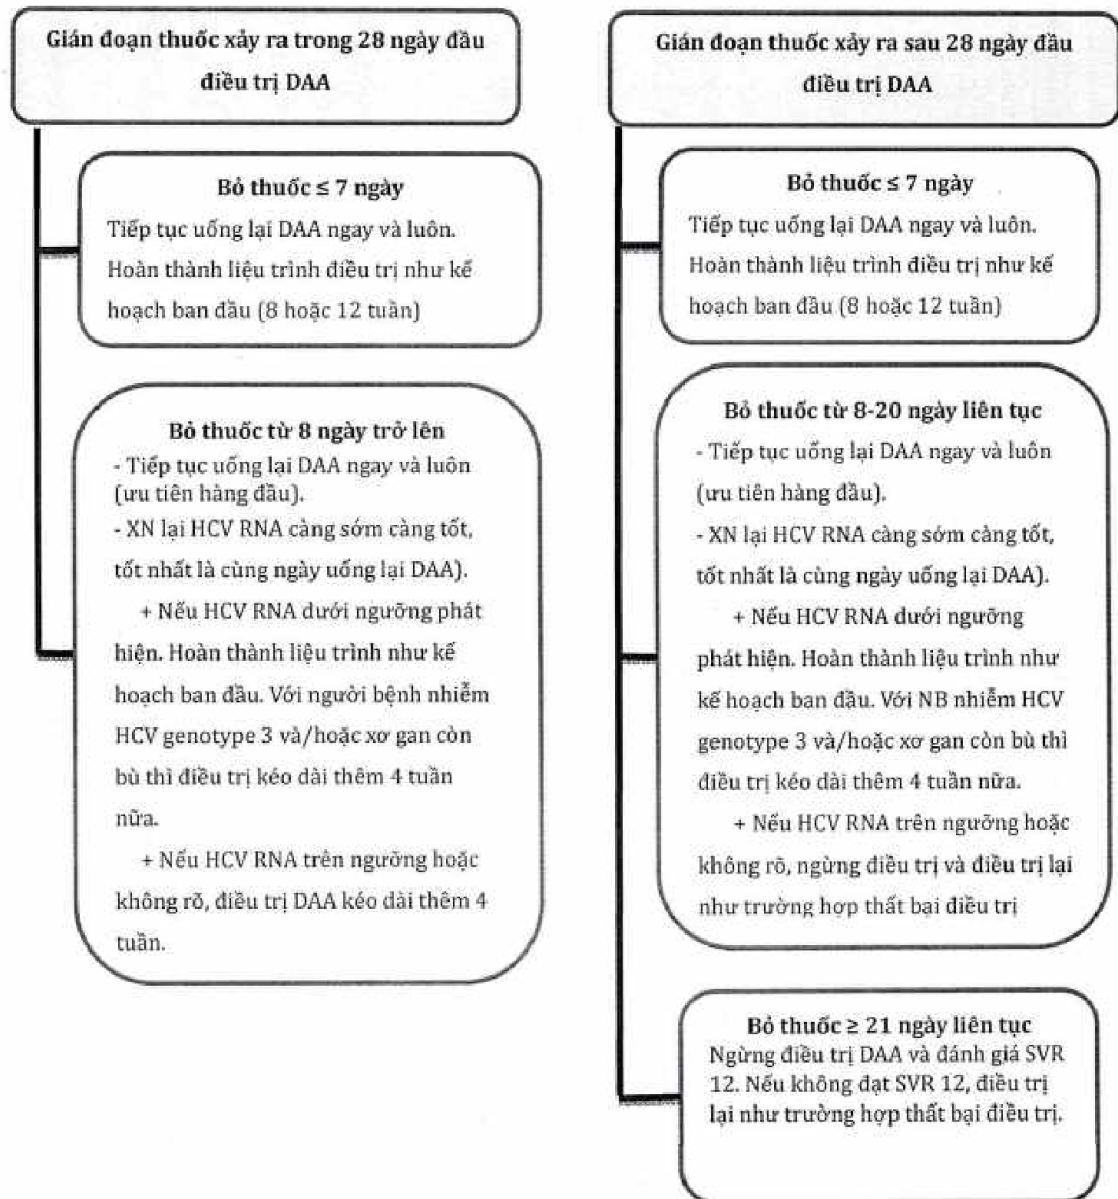 Gián đoạn thuốc xảy ra trong 28 ngày đầu
điều trị DAA
Bỏ thuốc ≤ 7 ngày
Tiếp tục uống lại DAA ngay và luôn.
Hoàn thành liệu trình điều trị như kế
hoạch ban đầu (8 hoặc 12 tuần)
Bỏ thuốc từ 8 ngày trở lên
- Tiếp tục uống lại DAA ngay và luôn
(ưu tiên hàng đầu).
- XN lại HCV RNA càng sớm càng tốt,
tốt nhất là cùng ngày uống lại DAA).
+ Nếu HCV RNA dưới ngưỡng phát
hiện. Hoàn thành liệu trình như kế
hoạch ban đầu. Với người bệnh nhiễm
HCV genotype 3 và/hoặc xơ gan còn
bù thì điều trị kéo dài thêm 4 tuần
nữa.
+ Nếu HCV RNA trên ngưỡng hoặc
không rõ, điều trị DAA kéo dài thêm 4
tuần.
Gián đoạn thuốc xảy ra sau 28 ngày đầu
điều trị DAA
Bỏ thuốc ≤ 7 ngày
Tiếp tục uống lại DAA ngay và luôn.
Hoàn thành liệu trình điều trị như kế
hoạch ban đầu (8 hoặc 12 tuần)
Bỏ thuốc từ 8-20 ngày liên tục
- Tiếp tục uống lại DAA ngay và luôn
(ưu tiên hàng đầu).
- XN lại HCV RNA càng sớm càng tốt,
tốt nhất là cùng ngày uống lại DAA).
+ Nếu HCV RNA dưới ngưỡng
phát hiện. Hoàn thành liệu trình như
kế hoạch ban đầu. Với NB nhiễm HCV
genotype 3 và/hoặc xơ gan còn bù thì
điều trị kéo dài thêm 4 tuần nữa.
+ Nếu HCV RNA trên ngưỡng hoặc
không rõ, ngừng điều trị và điều trị lại
như trường hợp thất bại điều trị
Bỏ thuốc ≥ 21 ngày liên tục
Ngừng điều trị DAA và đánh giá SVR
12. Nếu không đạt SVR 12, điều trị
lại như trường hợp thất bại điều trị.